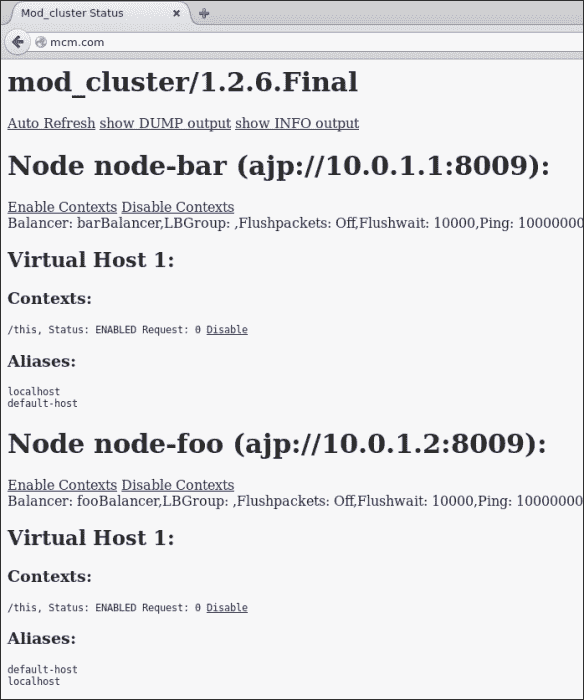 Mod_cluster Status
mcm.com
mod_cluster/1.2.6.Final
Auto Refresh show DUMP output show INFO output
Node node-bar (ajp://10.0.1.1:8009):
Enable Contexts Disable Contexts
Balancer: barBalancer,LBGroup: ,Flushpackets: Off,Flushwait: 10000,Ping: 10000000
Virtual Host 1:
Contexts:
/this, Status: ENABLED Request: 0 Disable
Aliases:
localhost
default-host
Node node-foo (ajp://10.0.1.2:8009):
Enable Contexts Disable Contexts
Balancer: fooBalancer,LBGroup: ,Flushpackets: Off,Flushwait: 10000,Ping: 10000000
Virtual Host 1:
Contexts:
/this, Status: ENABLED Request: 0 Disable
Aliases:
default-host
localhost